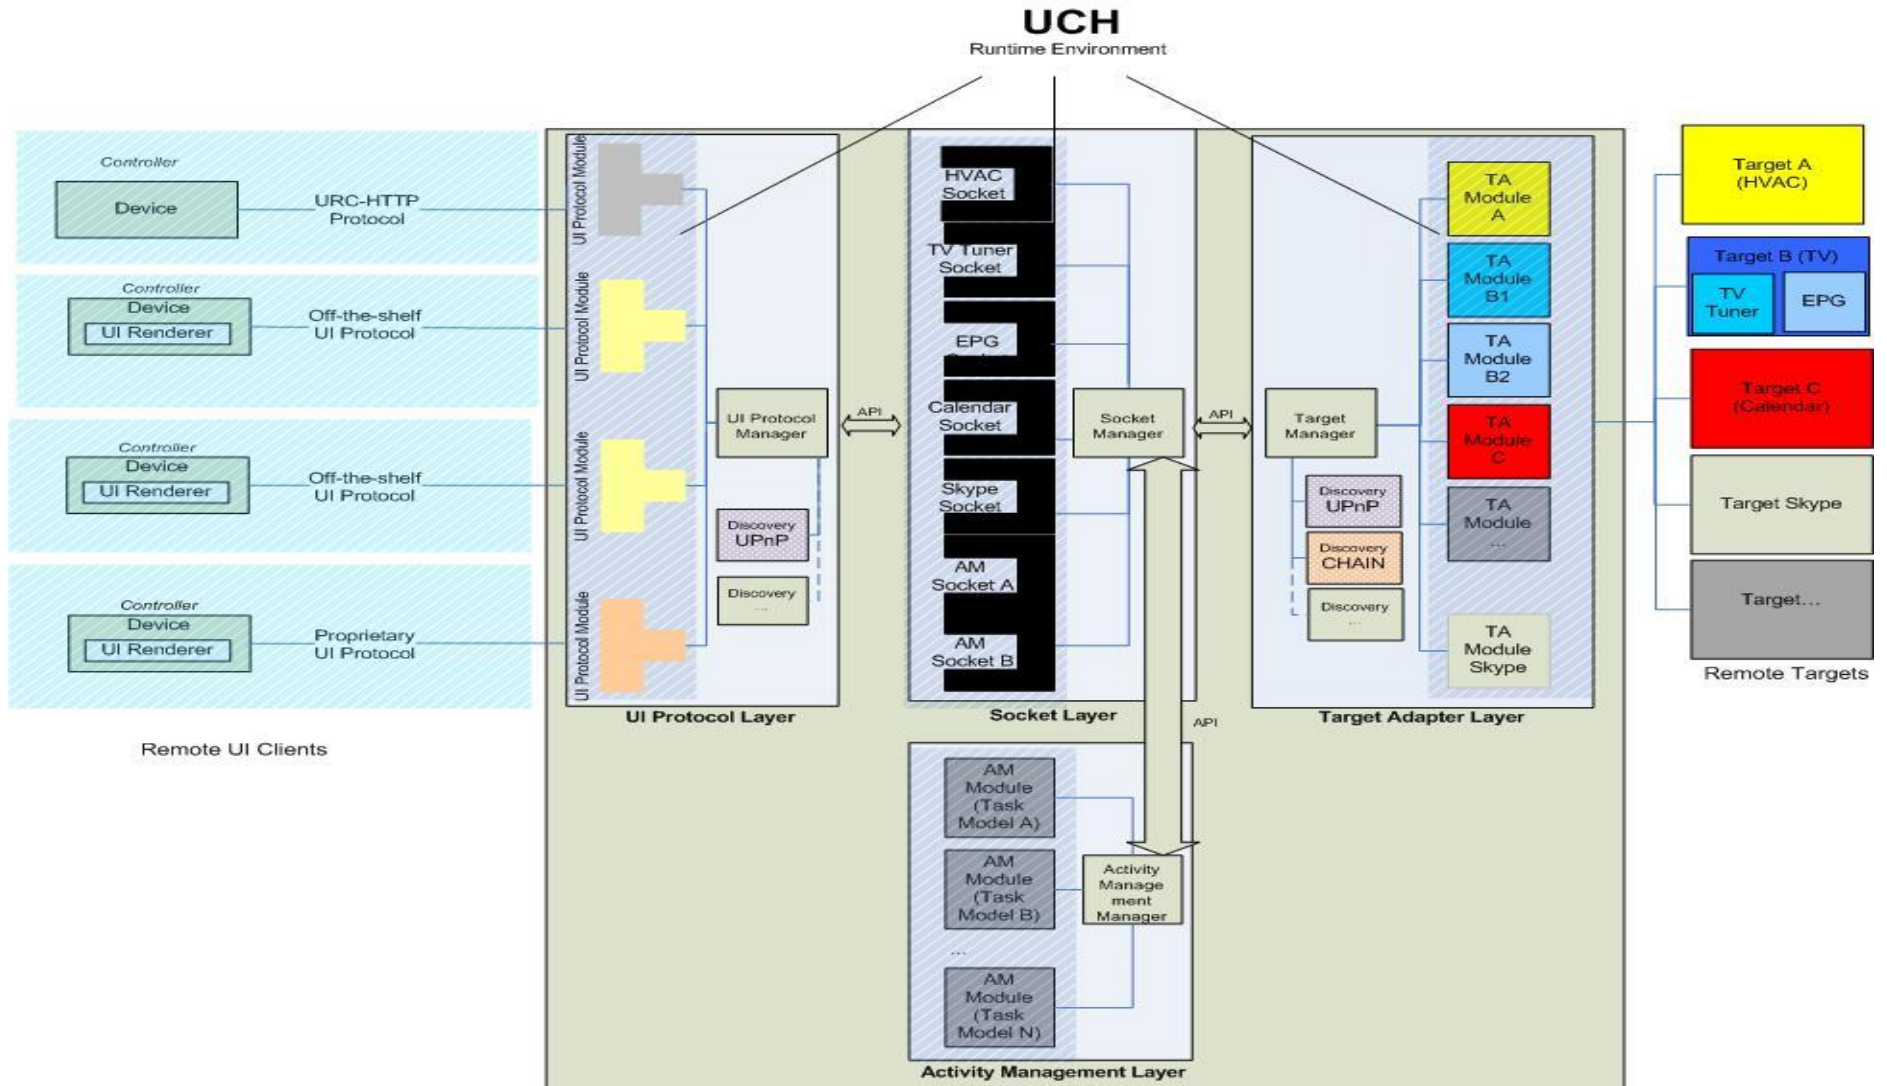 UCH
Runtime Environment
Controller
Device
URC-HTTP
Protocol
Controller
Device
UI Renderer
Off-the-shelf
UI Protocol
Controller
Device
UI Renderer
Off-the-shelf
UI Protocol
Controller
Device
UI Renderer
Proprietary
UI Protocol
Remote UI Clients
UI Protocol Module
UI Protocol Module
UI Protocol Module
UI Protocol Module
UI Protocol
Manager
Discovery
UPnP
Discovery
...
UI Protocol Layer
API
HVAC
Socket
TV Tuner
Socket
EPG
Calendar
Socket
Skype
Socket
AM
Socket A
AM
Socket B
Socket
Manager
Socket Layer
API
Target
Manager
Discovery
UPnP
Discovery
CHAIN
Discovery
...
TA
Module
A
TA
Module
B1
TA
Module
B2
TA
Module
C
TA
Module
...
TA
Module
Skype
Target Adapter Layer
Target A
(HVAC)
Target B (TV)
TV
Tuner
EPG
Target C
(Calendar)
Target Skype
Target...
Remote Targets
API
AM
Module
(Task
Model A)
AM
Module
(Task
Model B)
...
AM
Module
(Task
Model N)
Activity
Manage
ment
Manager
Activity Management Layer